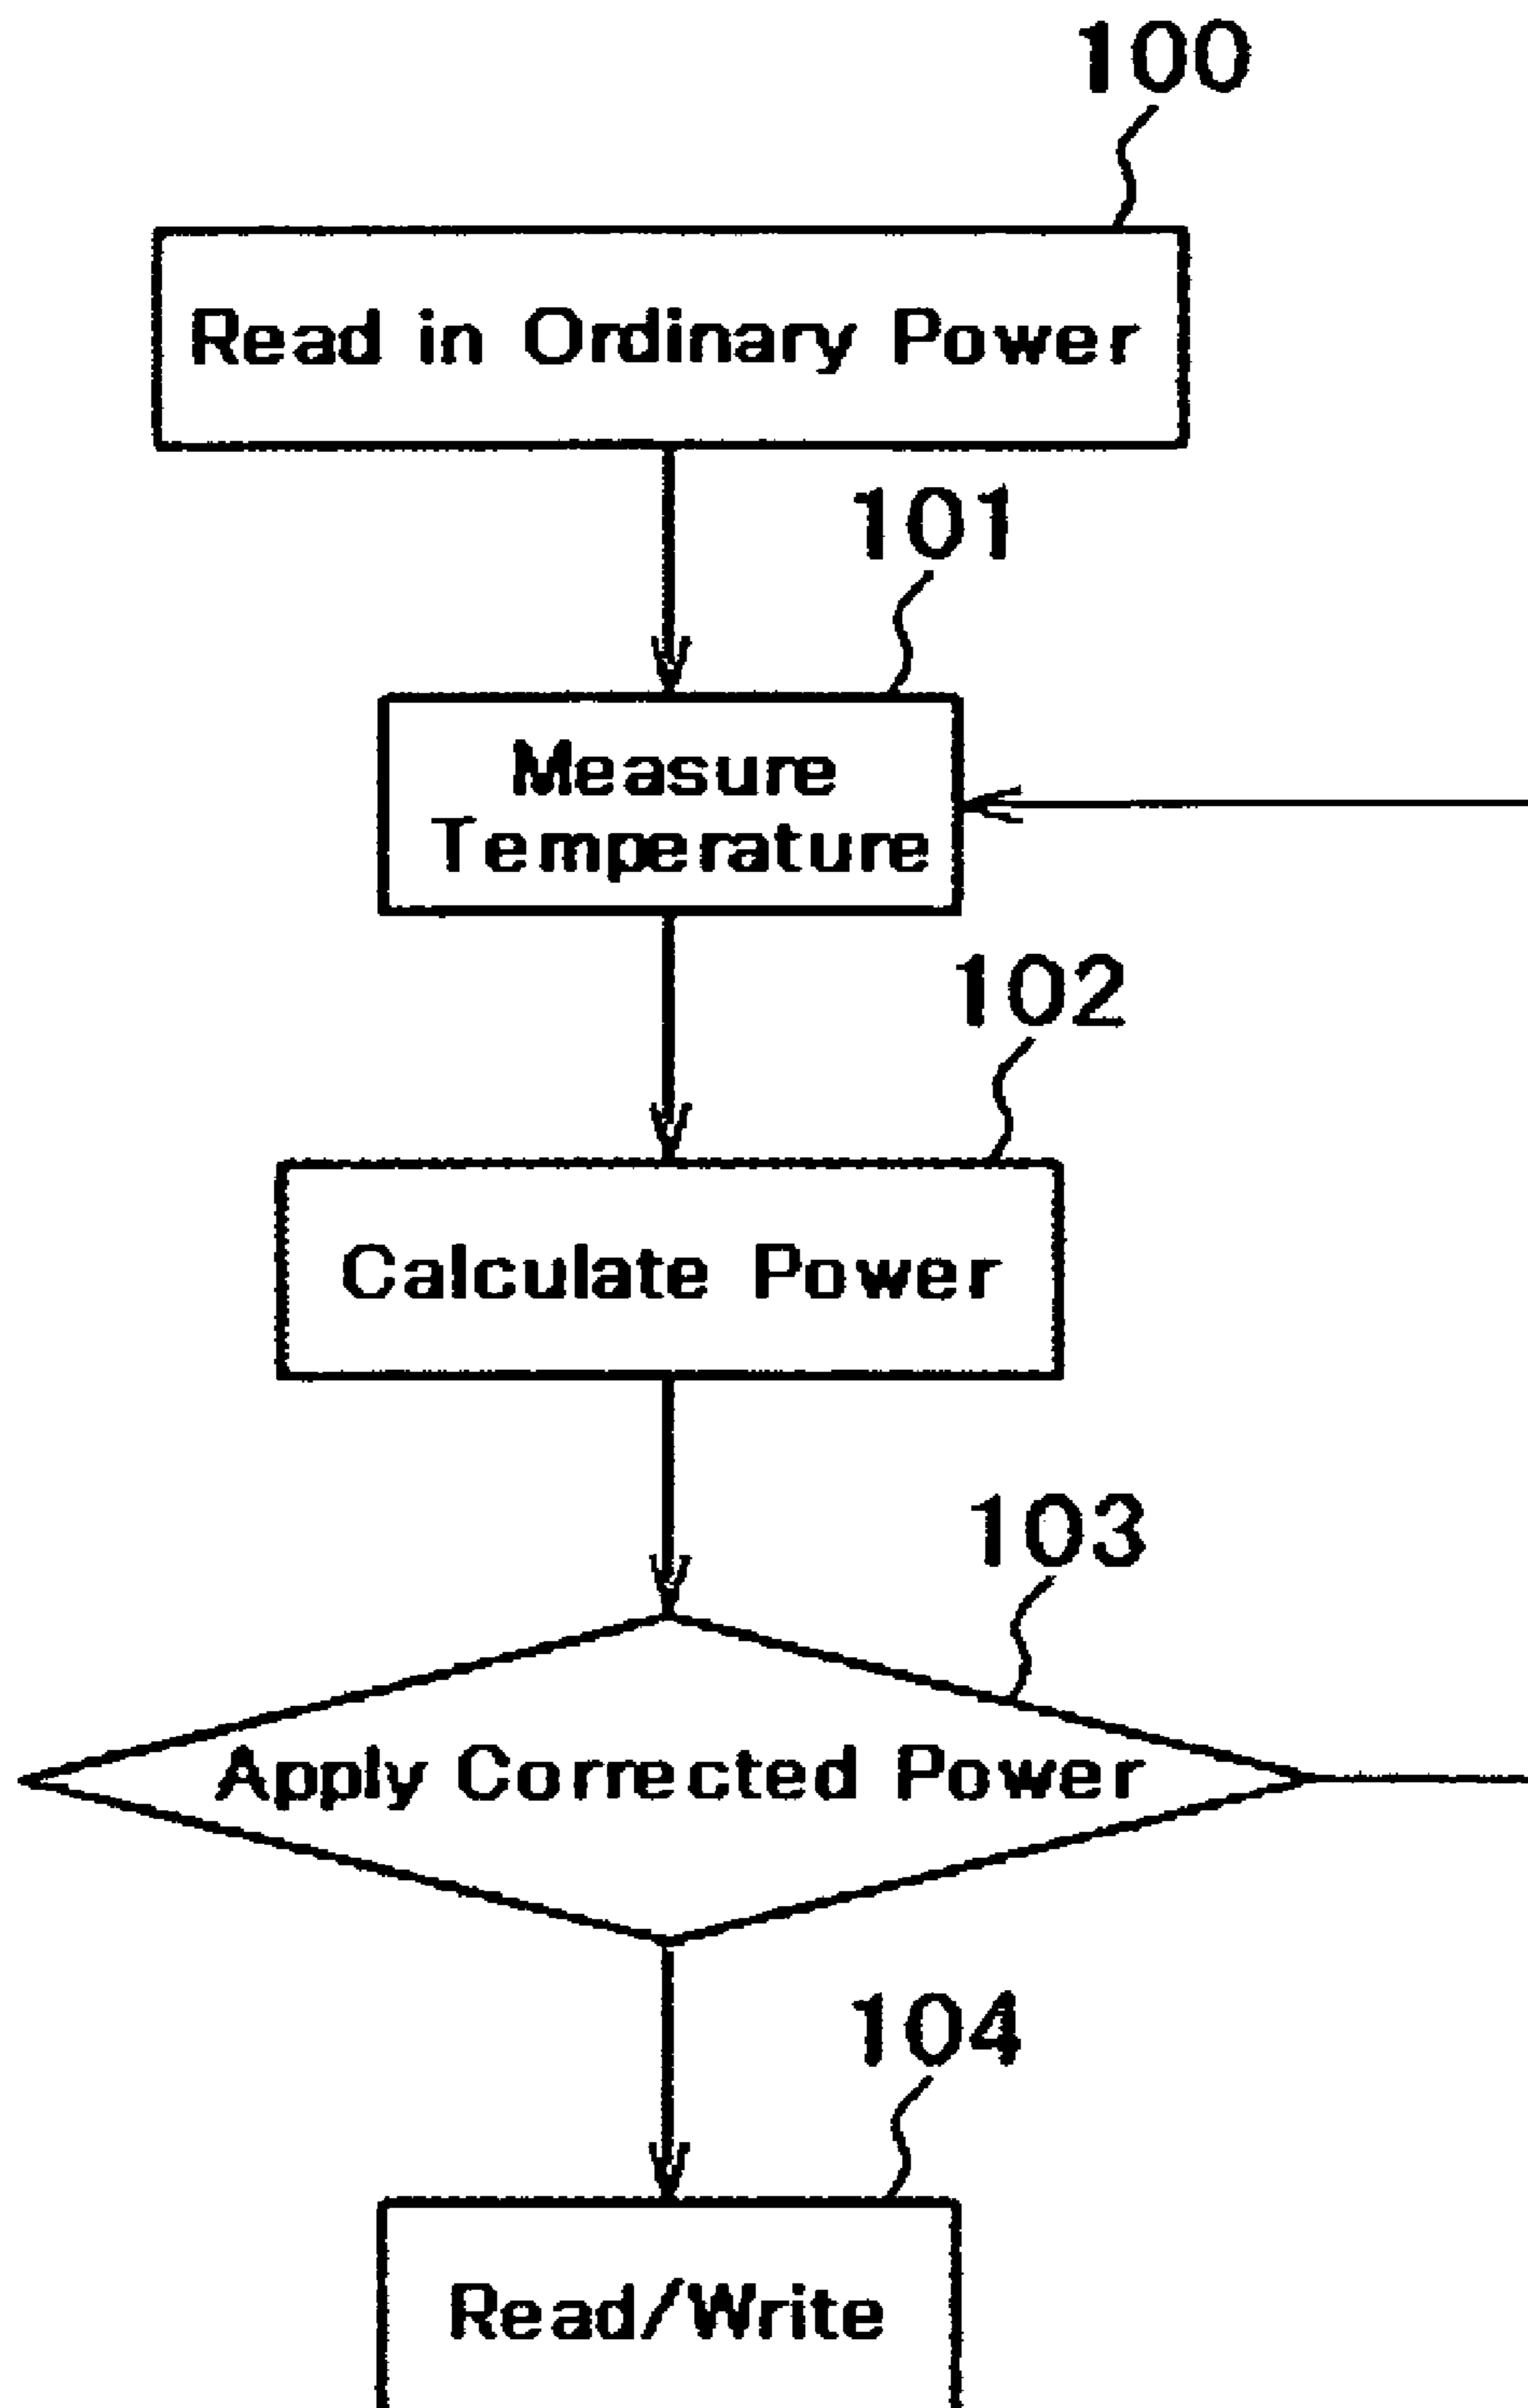 100
Read in Ordinary Power
101
Measure
Temperature
102
Calculate Power
103
Apply Corrected Power
104
Read/Write